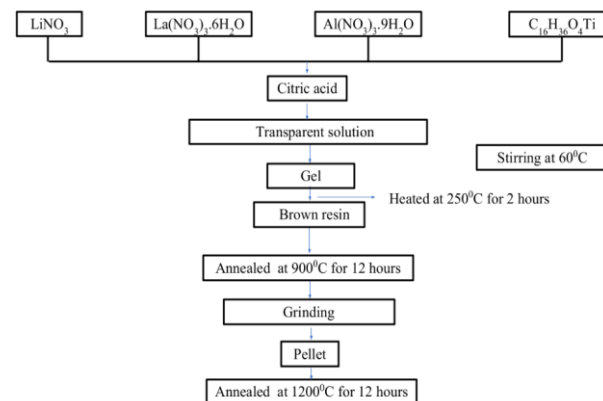 LiNO₃
La(NO₃)₃.6H₂O
Al(NO₃)₃.9H₂O
C₁₆H₃₆O₄Ti
Citric acid
Transparent solution
Stirring at 60⁰C
Gel
Heated at 250⁰C for 2 hours
Brown resin
Annealed at 900⁰C for 12 hours
Grinding
Pellet
Annealed at 1200⁰C for 12 hours